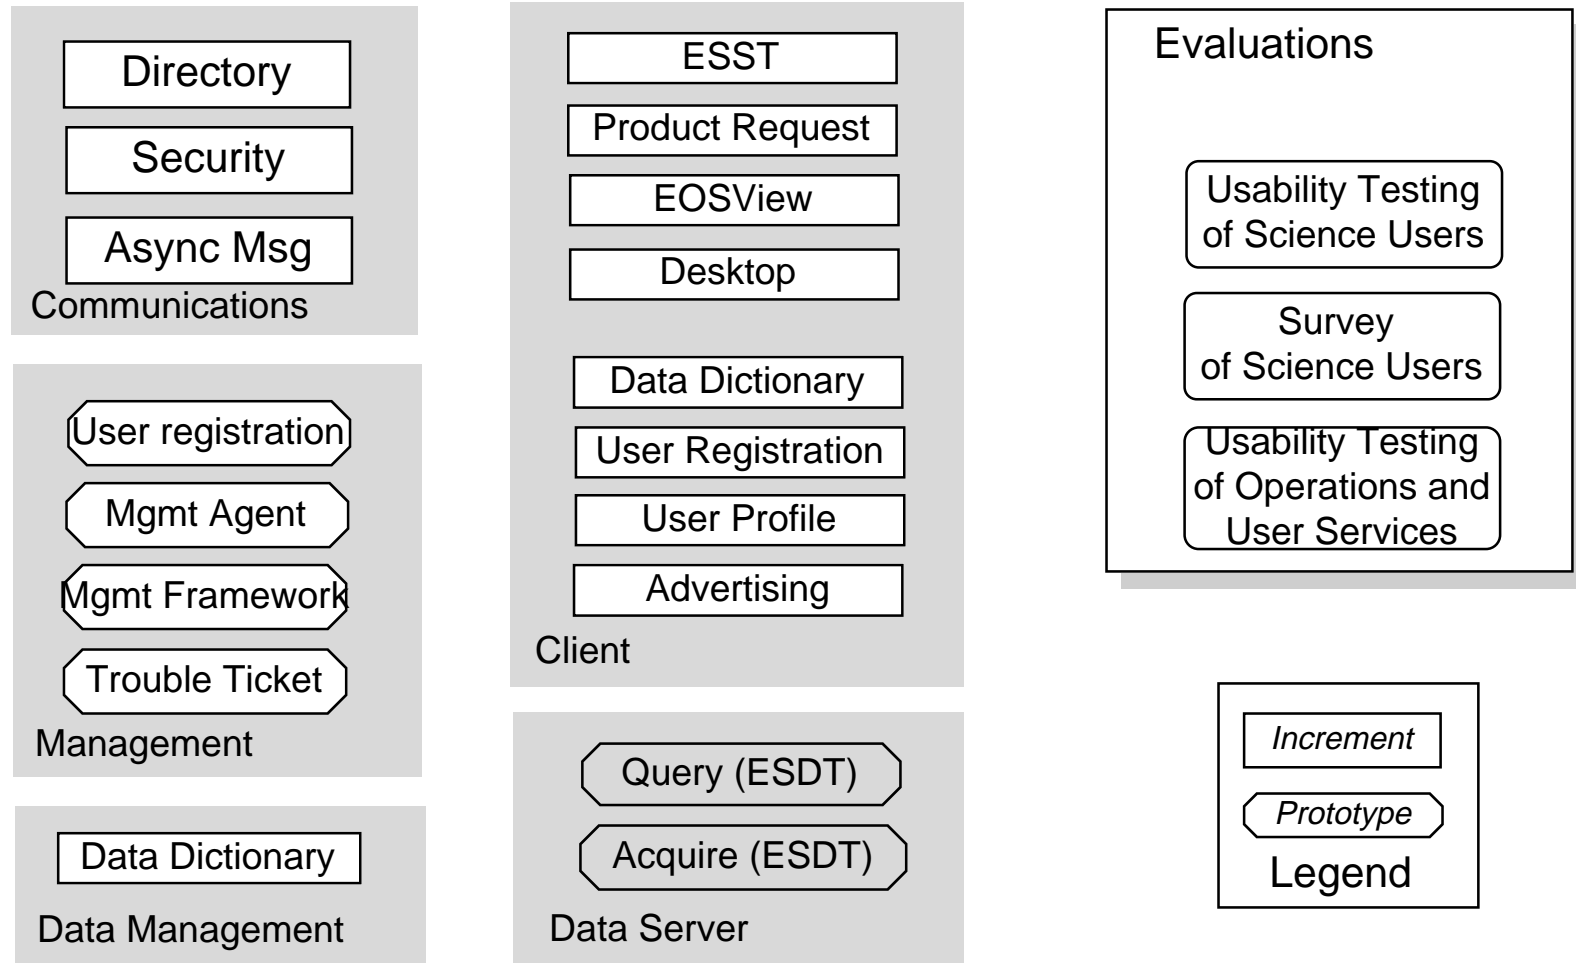 Directory
Security
Async Msg
Communications
User registration
Mgmt Agent
Mgmt Framework
Trouble Ticket
Management
Data Dictionary
Data Management
ESST
Product Request
EOSView
Desktop
Data Dictionary
User Registration
User Profile
Advertising
Client
Query (ESDT)
Acquire (ESDT)
Data Server
Evaluations
Usability Testing
of Science Users
Survey
of Science Users
Usability Testing
of Operations and
User Services
Increment
Prototype
Legend